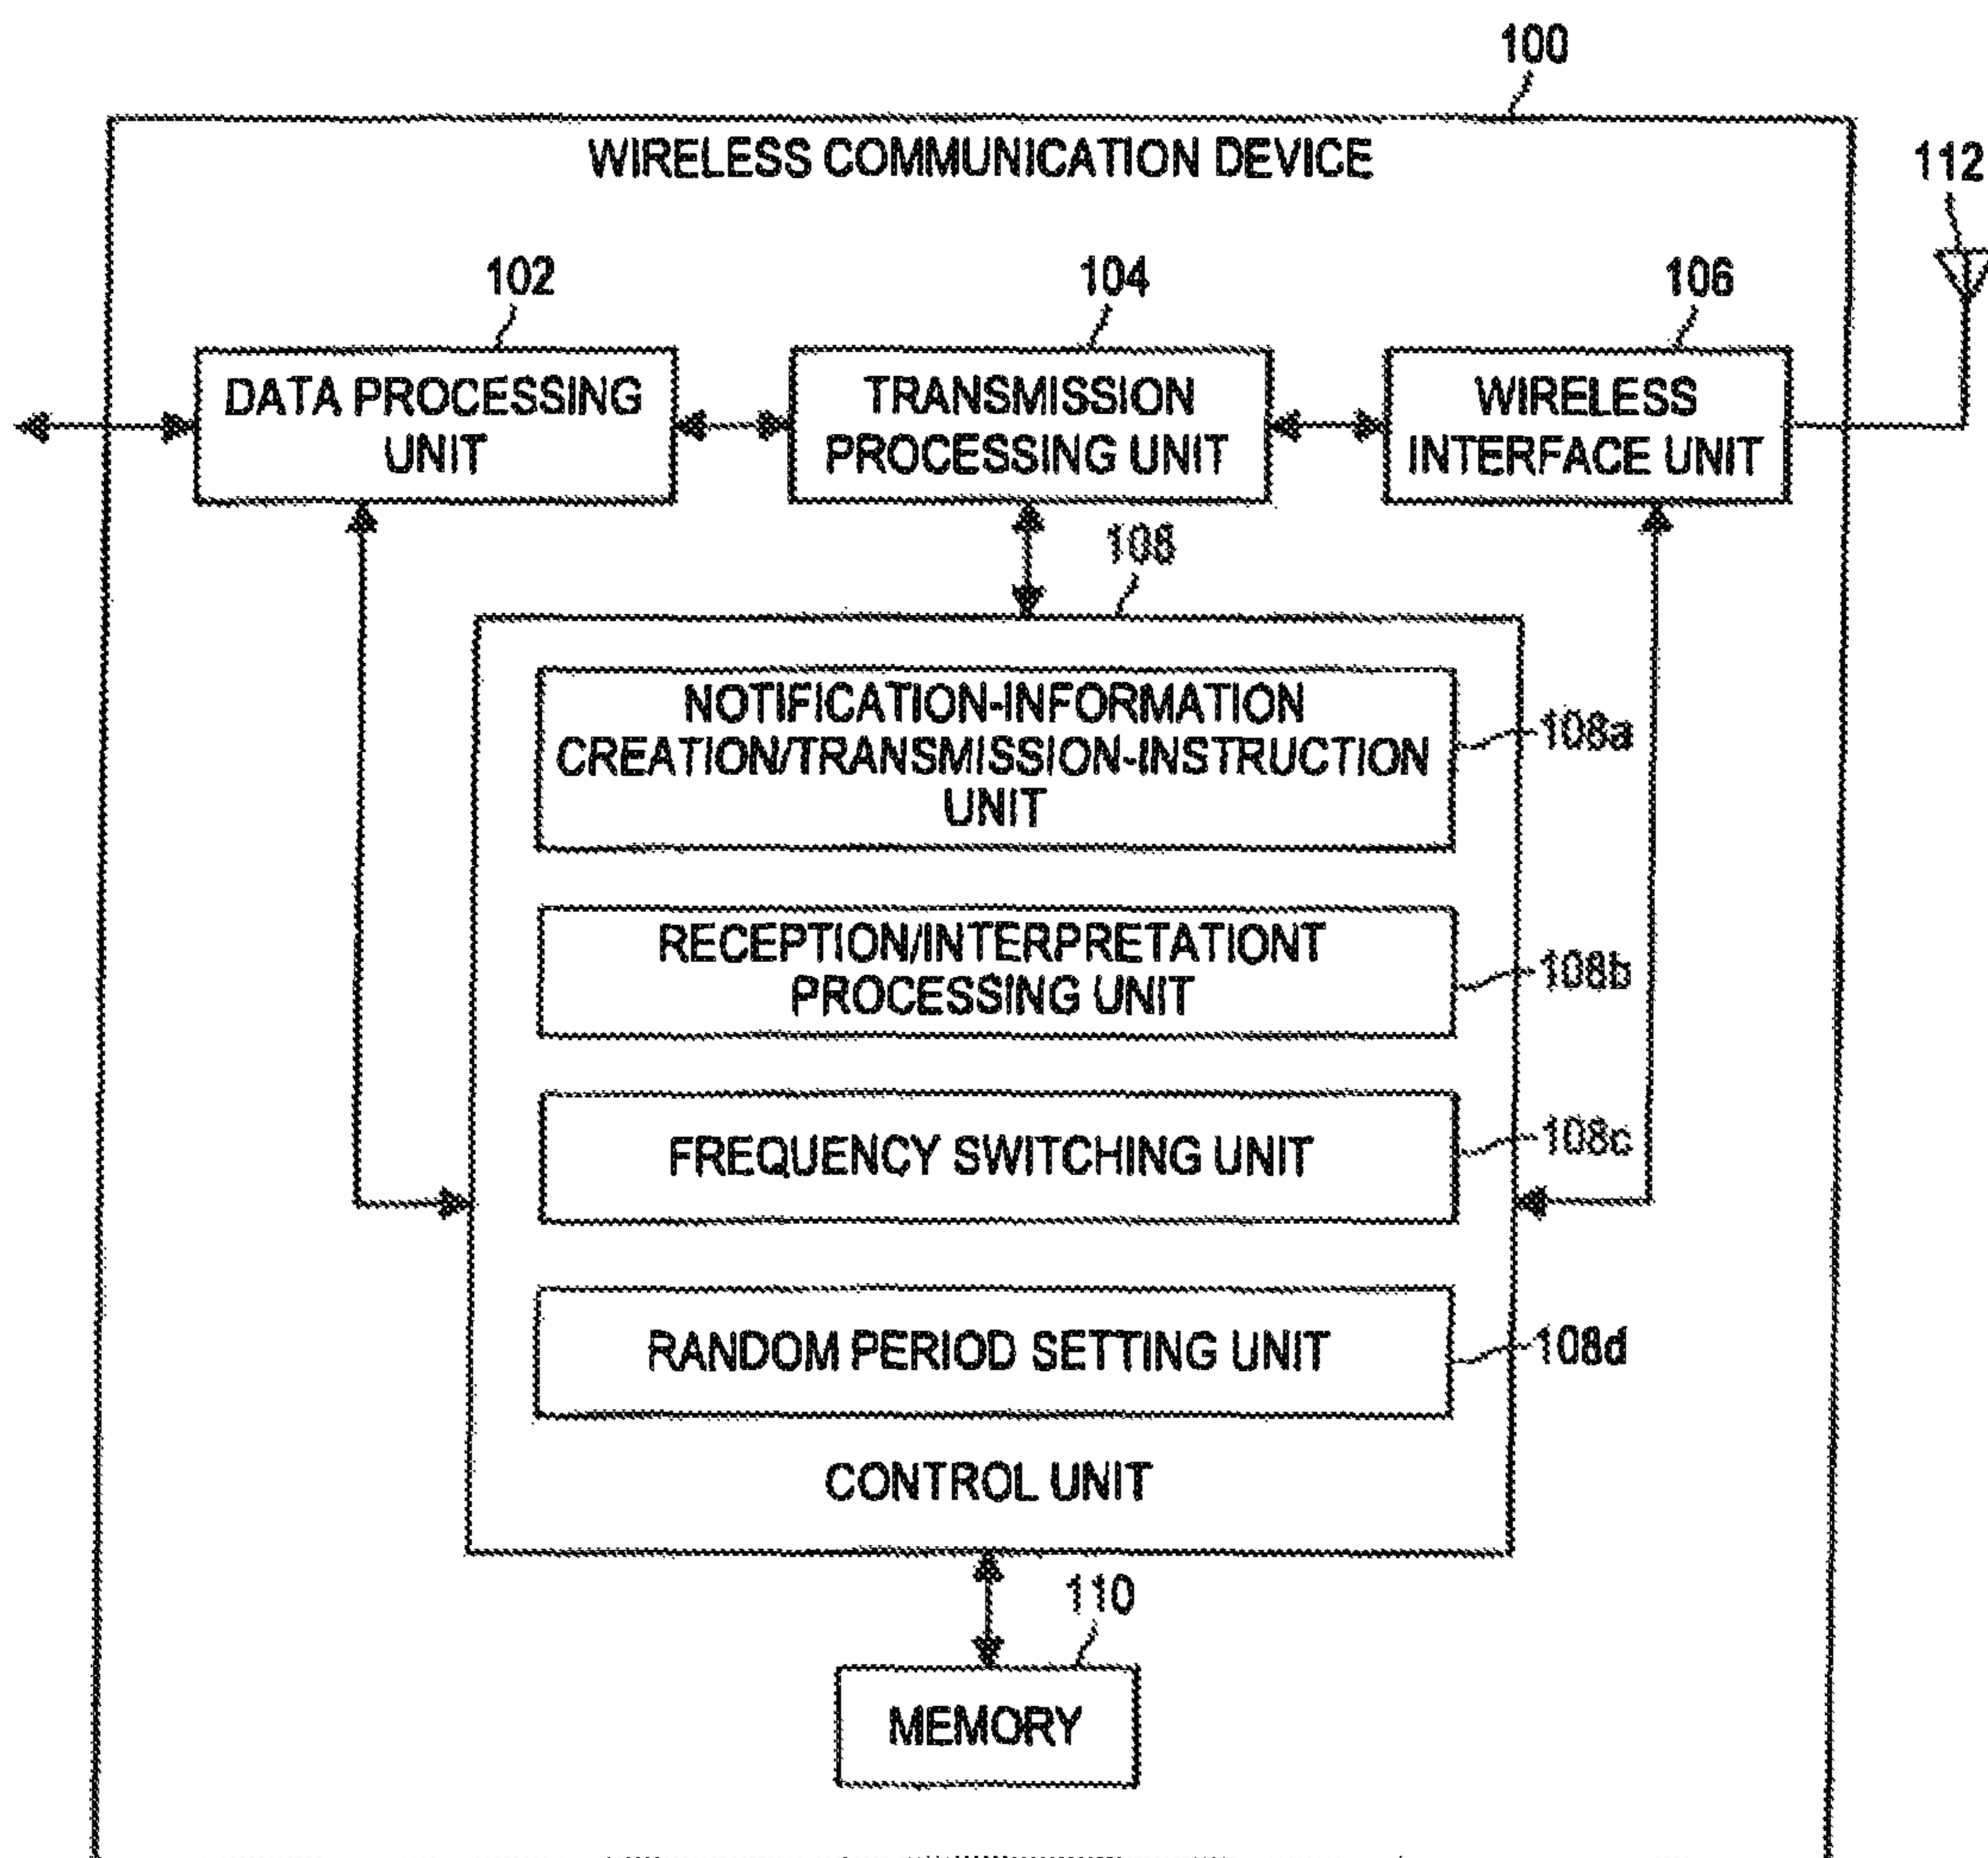 100
WIRELESS COMMUNICATION DEVICE
112
102
104
106
DATA PROCESSING
UNIT
TRANSMISSION
PROCESSING UNIT
WIRELESS
INTERFACE UNIT
108
NOTIFICATION-INFORMATION
CREATION/TRANSMISSION-INSTRUCTION
UNIT
108a
RECEPTION/INTERPRETATIONT
PROCESSING UNIT
108b
FREQUENCY SWITCHING UNIT
108c
RANDOM PERIOD SETTING UNIT
108d
CONTROL UNIT
110
MEMORY